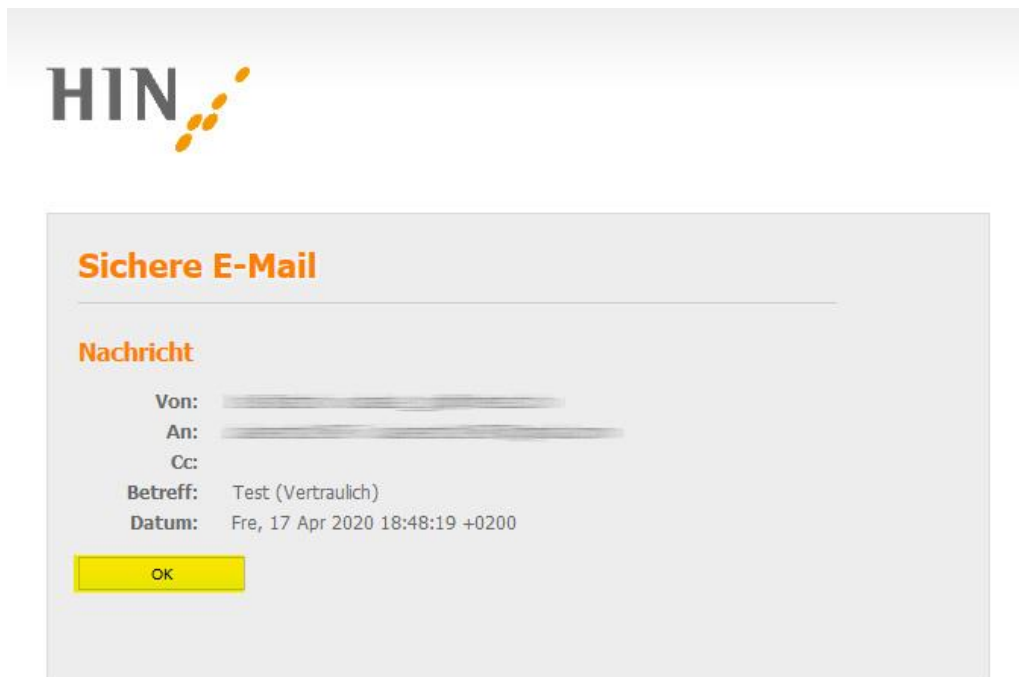 HIN
Sichere E-Mail
Nachricht
Von:
An:
Cc:
Betreff: Test (Vertraulich)
Datum: Fre, 17 Apr 2020 18:48:19 +0200
OK